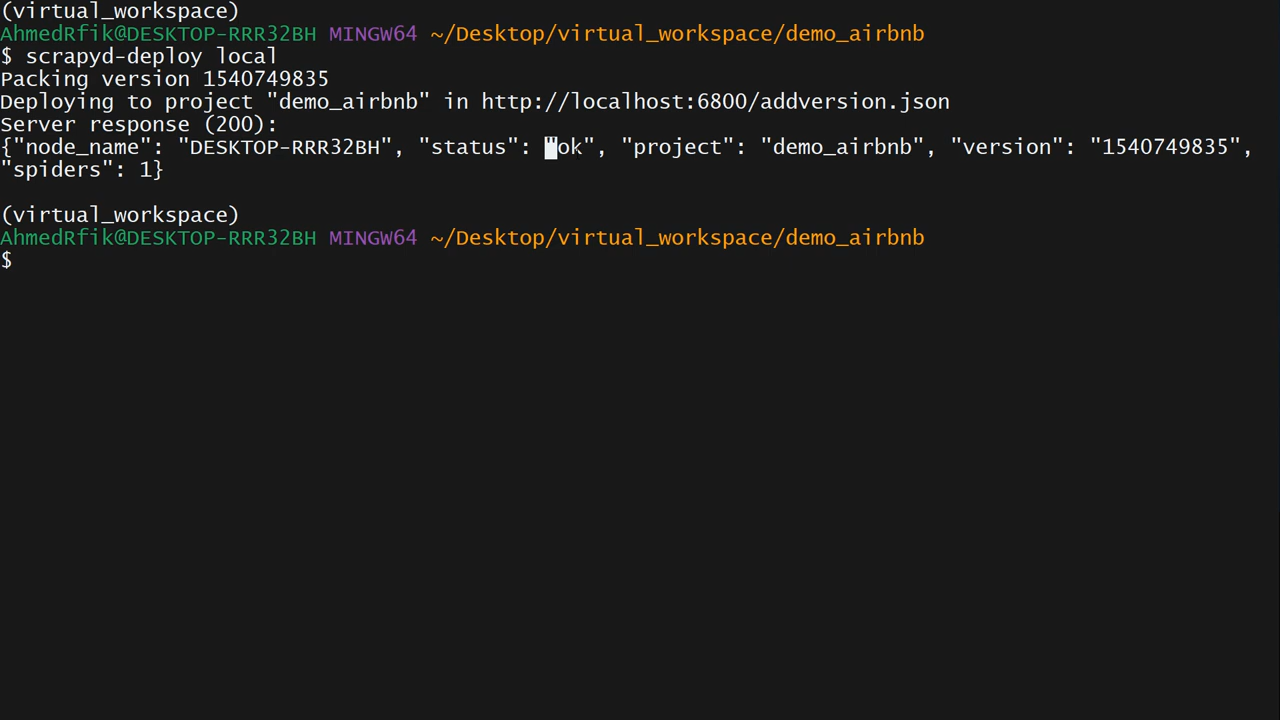 (virtual_workspace)
AhmedRfik@DESKTOP-RRR32BH MINGW64 ~/Desktop/virtual_workspace/demo_airbnb
$ scrapyd-deploy local
Packing version 1540749835
Deploying to project "demo_airbnb" in http://localhost:6800/addversion.json
Server response (200):
{"node_name": "DESKTOP-RRR32BH", "status": "ok", "project": "demo_airbnb", "version": "1540749835",
"spiders": 1}
(virtual_workspace)
AhmedRfik@DESKTOP-RRR32BH MINGW64 ~/Desktop/virtual_workspace/demo_airbnb
$